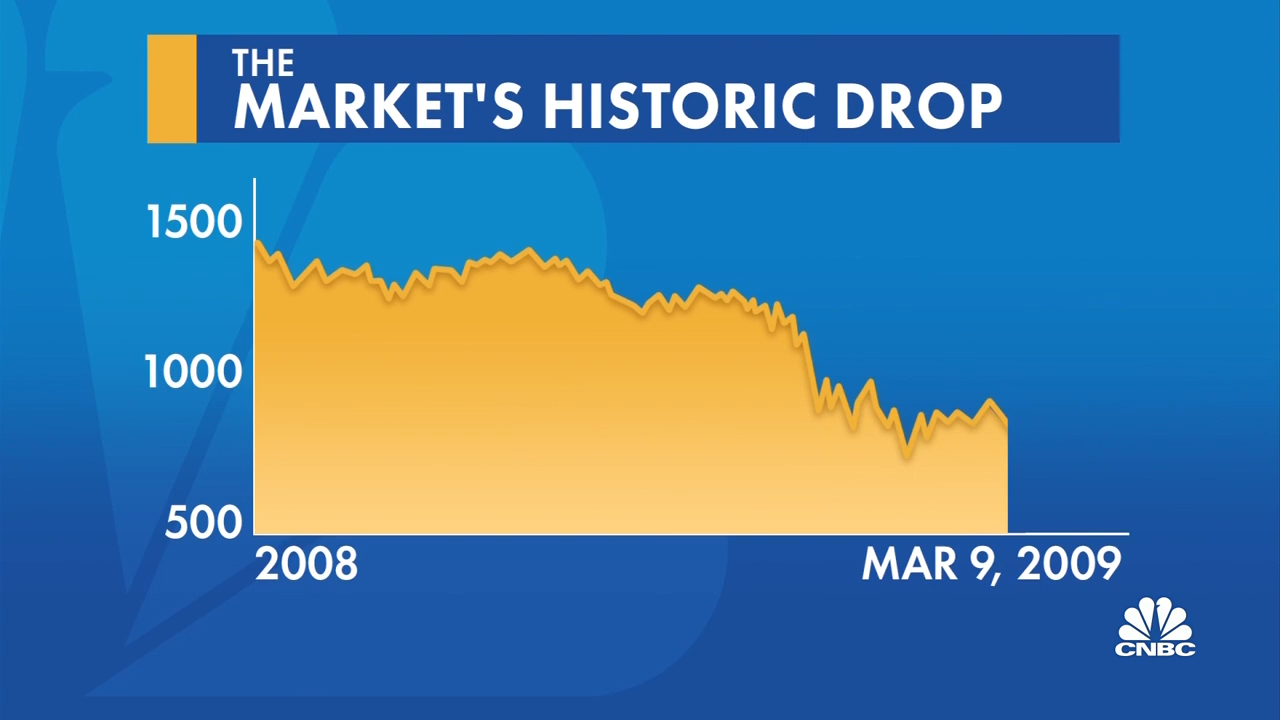 THE
MARKET'S HISTORIC DROP
1500
1000
500
2008
MAR 9, 2009
CNBC